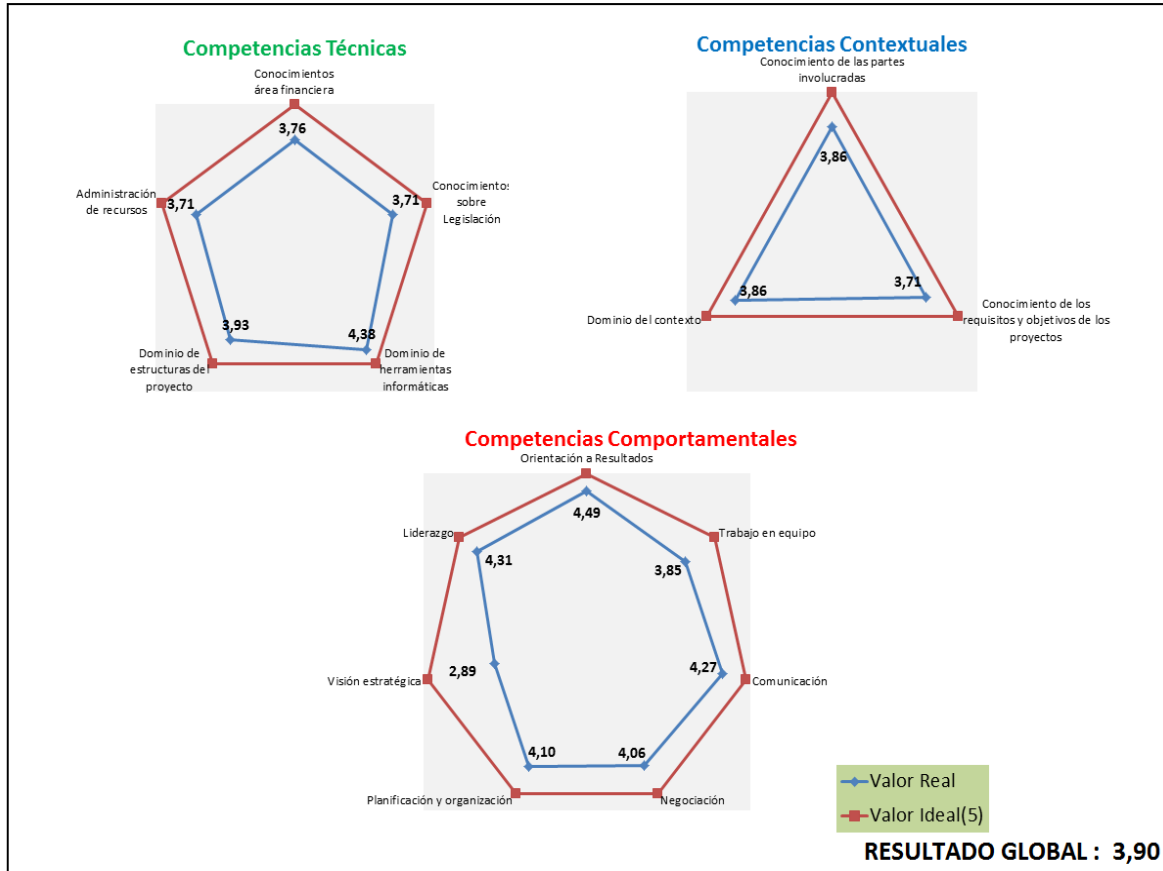 Competencias Técnicas
Conocimientos
área financiera
3,76
Conocimientos
sobre
Legislación
3,71
Administración
de recursos
3,71
3,93
4,38
Dominio de
estructuras del
proyecto
Dominio de
herramientas
informáticas
Competencias Contextuales
Conocimiento de las partes
involucradas
3,86
3,86
3,71
Dominio del contexto
Conocimiento de los
requisitos y objetivos de los
proyectos
Competencias Comportamentales
Orientación a Resultados
4,49
Liderazgo
4,31
Trabajo en equipo
3,85
Visión estratégica
2,89
4,27
Comunicación
4,10
4,06
Planificación y organización
Negociación
Valor Real
Valor Ideal(5)
RESULTADO GLOBAL : 3,90